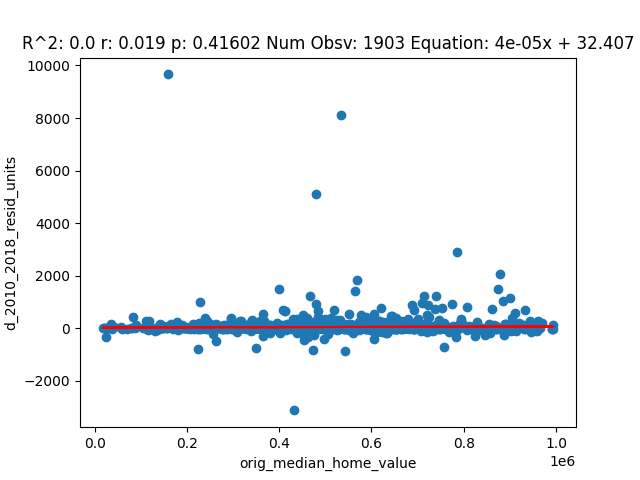 R^2: 0.0 r: 0.019 p: 0.41602 Num Obsv: 1903 Equation: 4e-05x + 32.407
10000
8000
6000
4000
2000
0
−2000
d_2010_2018_resid_units
0.0 0.2 0.4 0.6 0.8 1.0
1e6
orig_median_home_value